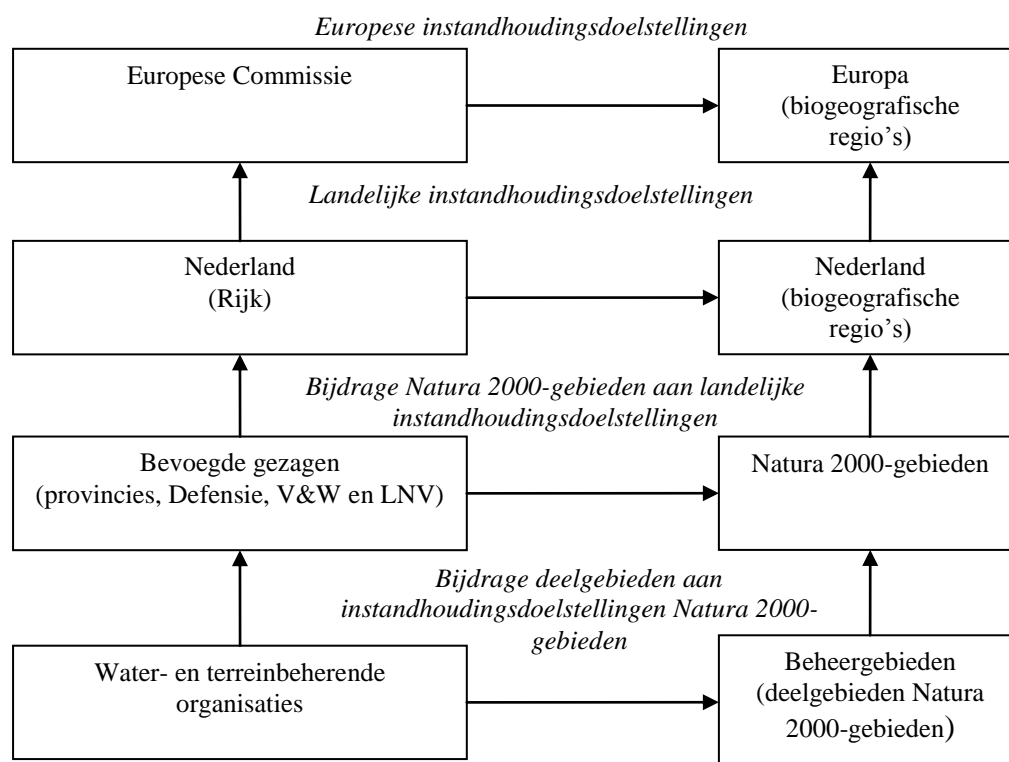 Europese instandhoudingsdoelstellingen
Europese Commissie
Europa
(biogeografische
regio's)
Landelijke instandhoudingsdoelstellingen
Nederland
(Rijk)
Nederland
(biogeografische
regio's)
Bijdrage Natura 2000-gebieden aan landelijke
instandhoudingsdoelstellingen
Bevoegde gezagen
(provincies, Defensie, V&W en LNV)
Natura 2000-gebieden
Bijdrage deelgebieden aan
instandhoudingsdoelstellingen Natura 2000-
gebieden
Water- en terreinbeherende
organisaties
Beheergebieden
(deelgebieden Natura
2000-gebieden)